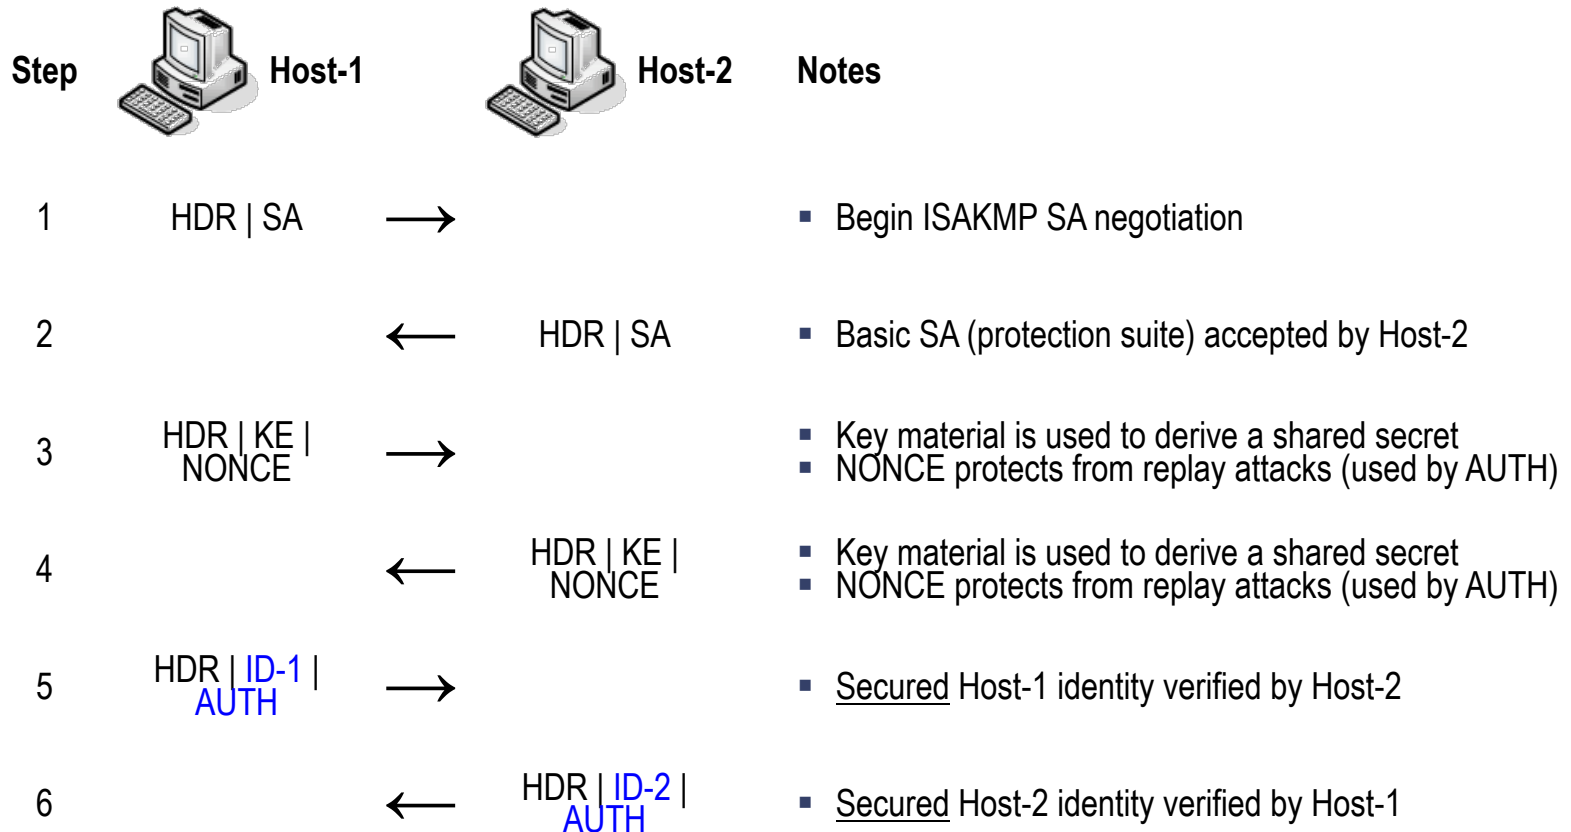 Step Host-1 Host-2 Notes
1 HDR | SA → ▪ Begin ISAKMP SA negotiation
2 ← HDR | SA ▪ Basic SA (protection suite) accepted by Host-2
3 HDR | KE | → ▪ Key material is used to derive a shared secret
NONCE ▪ NONCE protects from replay attacks (used by AUTH)
4 ← HDR | KE | ▪ Key material is used to derive a shared secret
NONCE ▪ NONCE protects from replay attacks (used by AUTH)
5 HDR | ID-1 | → ▪ Secured Host-1 identity verified by Host-2
AUTH
6 ← HDR | ID-2 | ▪ Secured Host-2 identity verified by Host-1
AUTH